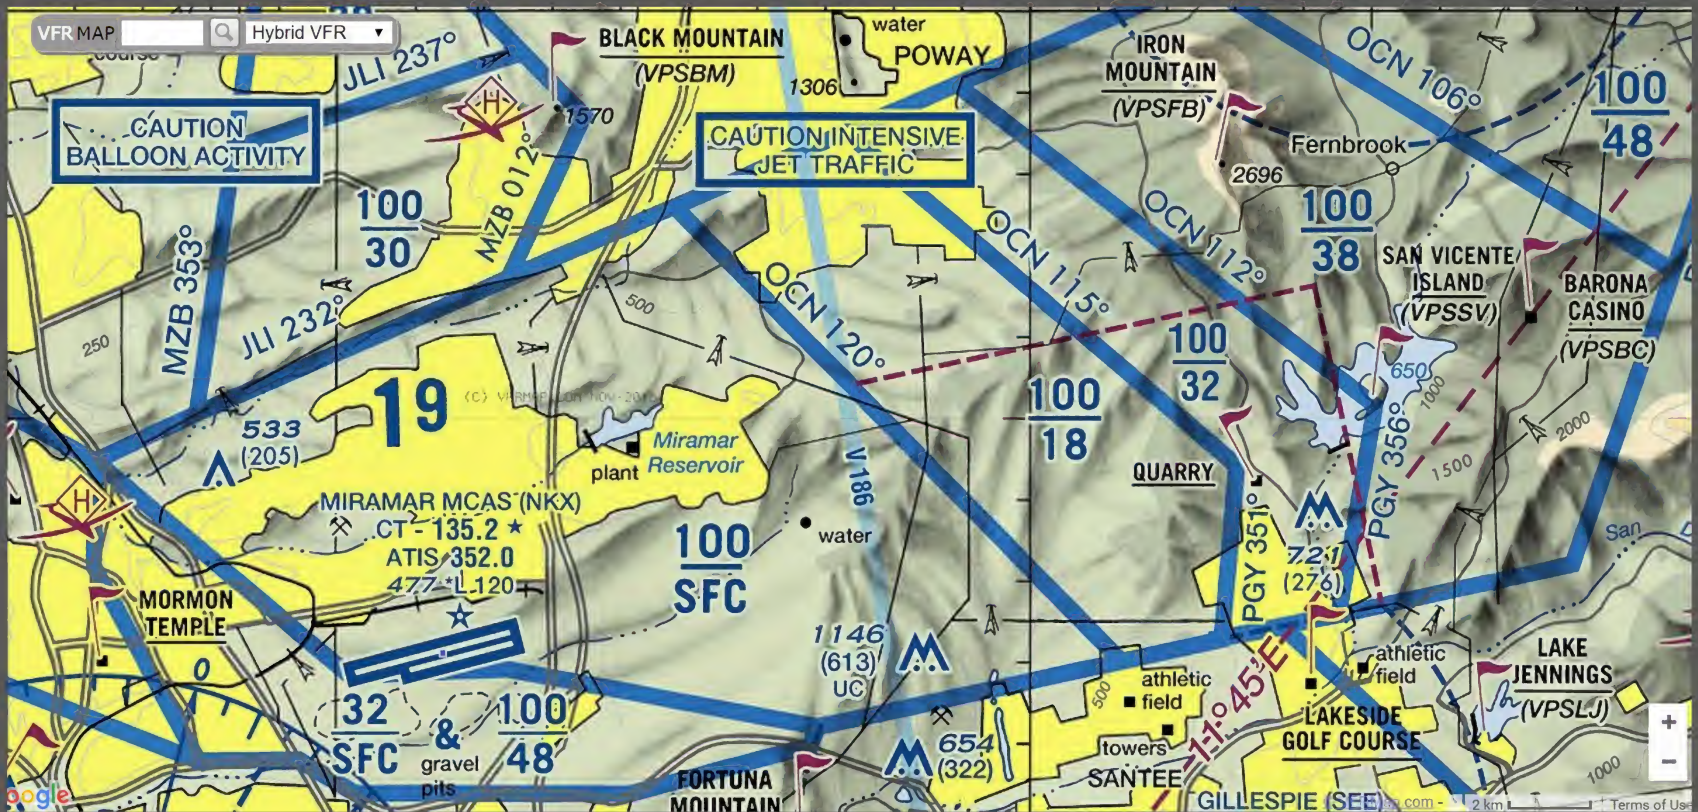 VFR MAP
Hybrid VFR
course
JLI 237°
BLACK MOUNTAIN
(VPSBM)
1570
water
1306
POWAY
IRON
MOUNTAIN
(VPSFB)
2696
Fernbrook
OCN 106°
100
48
CAUTION
BALLOON ACTIVITY
CAUTION INTENSIVE
JET TRAFFIC
H
MZB 012°
100
30
MZB 353°
JLI 232°
250
500
OCN 120°
OCN 115°
OCN 112°
100
38
SAN VICENTE
ISLAND
(VPSSV)
BARONA
CASINO
(VPSBC)
100
32
650
1000
100
18
19
533
(205)
plant
Miramar
Reservoir
V 186
QUARRY
PGY 356°
1500
2000
H
MIRAMAR MCAS (NKX)
CT - 135.2
ATIS 352.0
477 *L 120
100
SFC
water
PGY 351°
721
(276)
San
MORMON
TEMPLE
0
1146
(613)
UC
11°45'E
athletic
field
LAKE
JENNINGS
(VPSLJ)
32
SFC
&
gravel
pits
100
48
654
(322)
500
athletic
field
towers
SANTEE
LAKESIDE
GOLF COURSE
FORTUNA
MOUNTAIN
GILLESPIE (SEE)
1000
+
−
oogle
2 km
Terms of Us